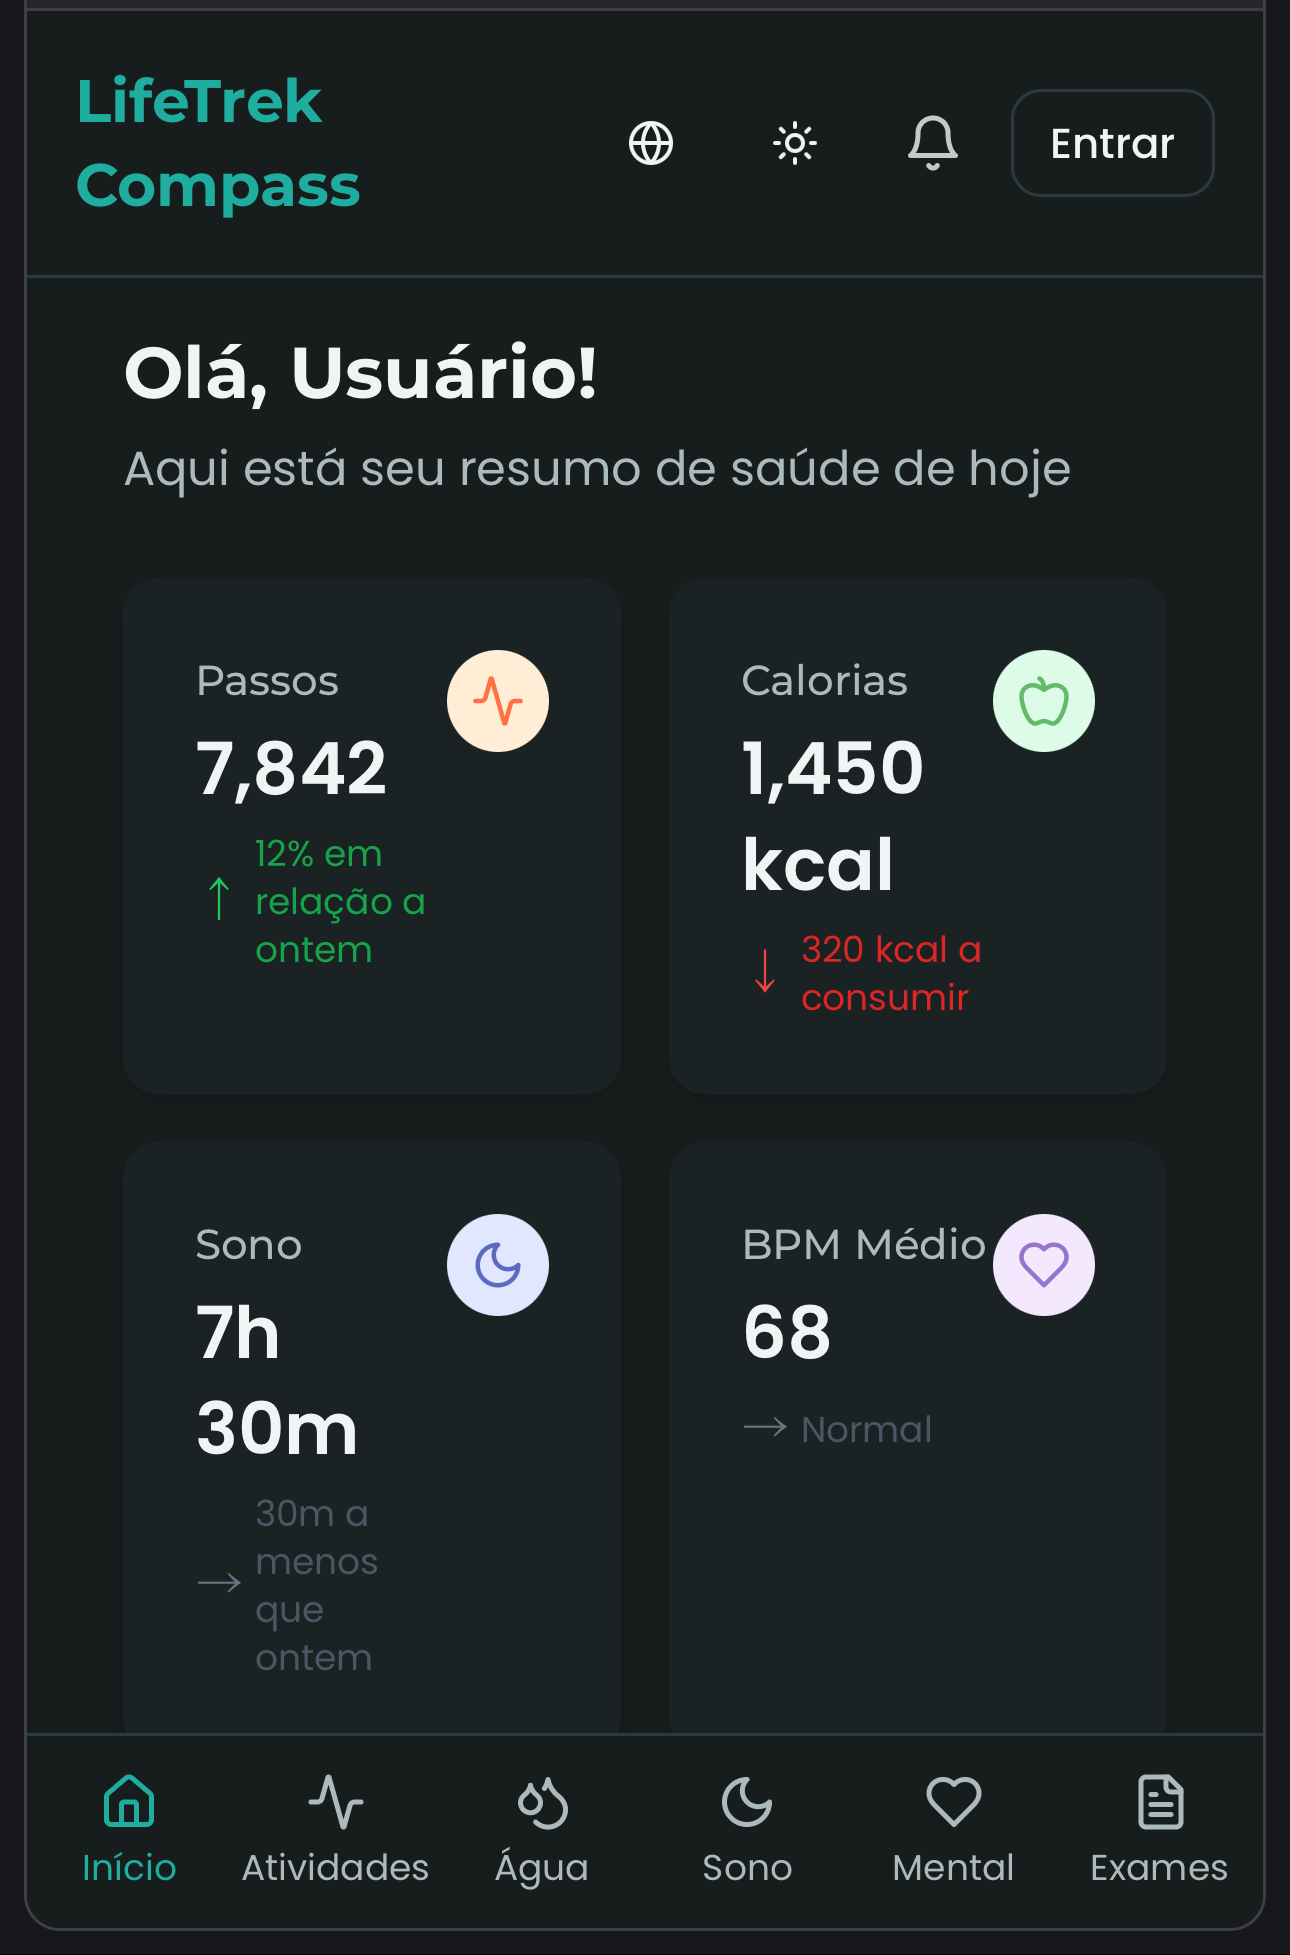 LifeTrek
Compass
Entrar
Olá, Usuário!
Aqui está seu resumo de saúde de hoje
Passos
7,842
↑ 12% em
relação a
ontem
Calorias
1,450
kcal
↓ 320 kcal a
consumir
Sono
7h
30m
→ 30m a
menos
que
ontem
BPM Médio
68
→ Normal
Início
Atividades
Água
Sono
Mental
Exames